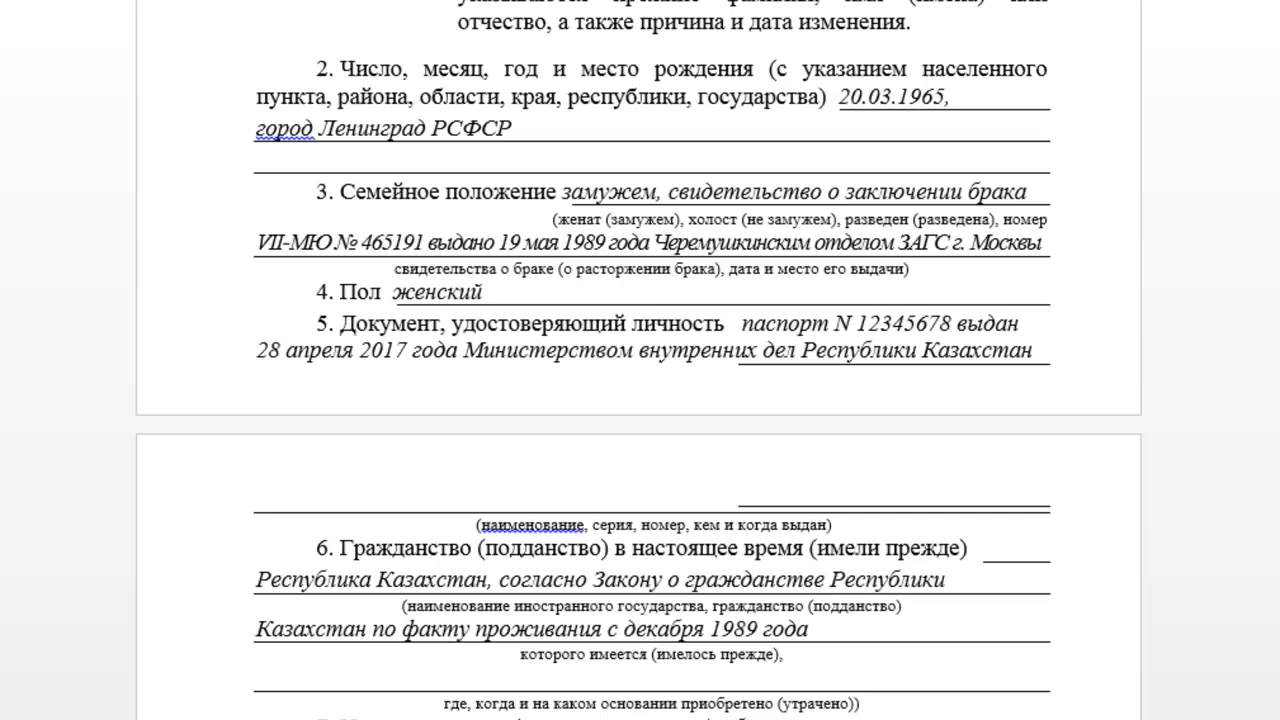 указываются прежние фамилия, имя (имена) или
отчество, а также причина и дата изменения.
2. Число, месяц, год и место рождения (с указанием населенного
пункта, района, области, края, республики, государства) 20.03.1965,
город Ленинград РСФСР
3. Семейное положение замужем, свидетельство о заключении брака
(женат (замужем), холост (не замужем), разведен (разведена), номер
VII-МЮ № 465191 выдано 19 мая 1989 года Черемушкинским отделом ЗАГС г. Москвы
свидетельства о браке (о расторжении брака), дата и место его выдачи)
4. Пол женский
5. Документ, удостоверяющий личность паспорт N 12345678 выдан
28 апреля 2017 года Министерством внутренних дел Республики Казахстан
(наименование, серия, номер, кем и когда выдан)
6. Гражданство (подданство) в настоящее время (имели прежде)
Республика Казахстан, согласно Закону о гражданстве Республики
(наименование иностранного государства, гражданство (подданство)
Казахстан по факту проживания с декабря 1989 года
которого имеется (имелось прежде),
где, когда и на каком основании приобретено (утрачено))